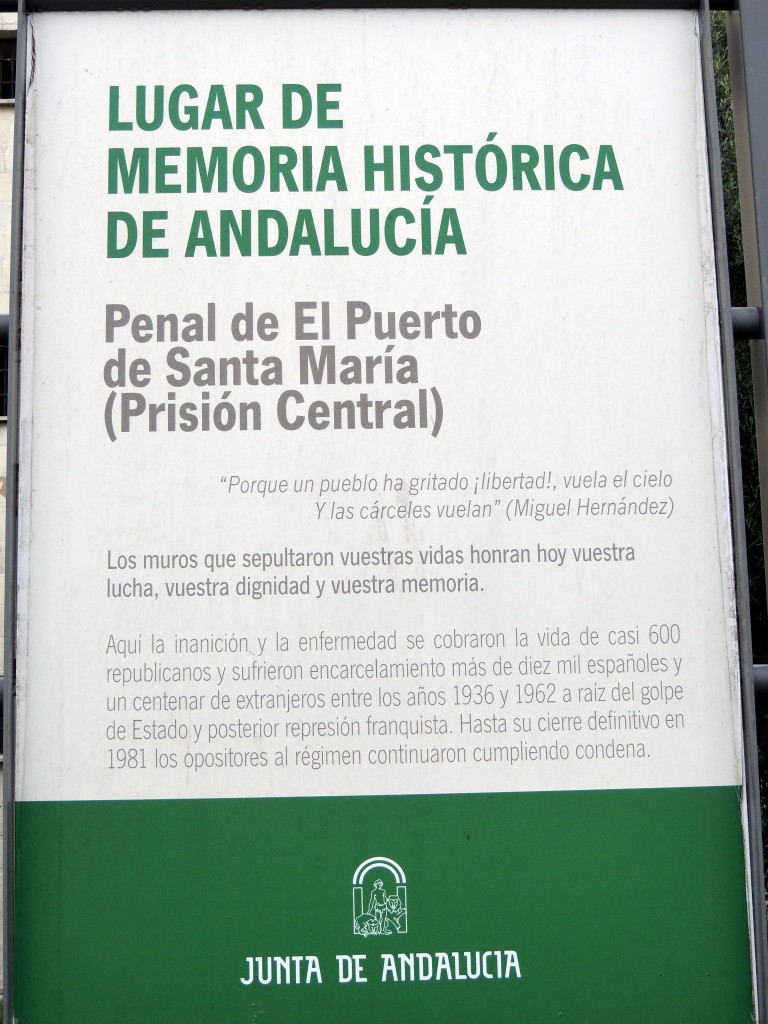 LUGAR DE
MEMORIA HISTÓRICA
DE ANDALUCÍA
Penal de El Puerto
de Santa María
(Prisión Central)
“Porque un pueblo ha gritado ¡libertad!, vuela el cielo
Y las cárceles vuelan” (Miguel Hernández)
Los muros que sepultaron vuestras vidas honran hoy vuestra
lucha, vuestra dignidad y vuestra memoria.
Aquí la inanición y la enfermedad se cobraron la vida de casi 600
republicanos y sufrieron encarcelamiento más de diez mil españoles y
un centenar de extranjeros entre los años 1936 y 1962 a raíz del golpe
de Estado y posterior represión franquista. Hasta su cierre definitivo en
1981 los opositores al régimen continuaron cumpliendo condena.
JUNTA DE ANDALUCIA